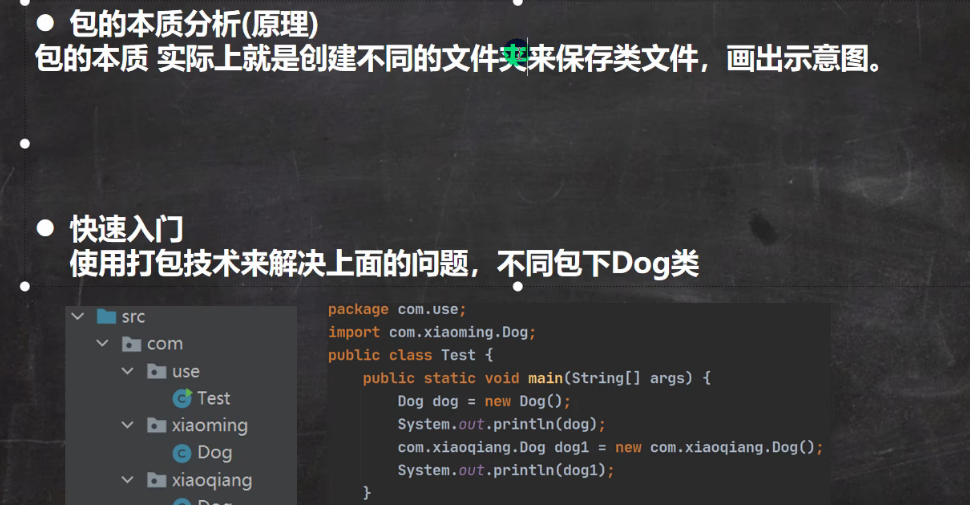 ● 包的本质分析(原理)
包的本质 实际上就是创建不同的文件夹来保存类文件，画出示意图。
● 快速入门
使用打包技术来解决上面的问题，不同包下Dog类
src
com
use
Test
xiaoming
Dog
xiaoqiang
Dog
package com.use;
import com.xiaoming.Dog;
public class Test {
public static void main(String[] args) {
Dog dog = new Dog();
System.out.println(dog);
com.xiaoqiang.Dog dog1 = new com.xiaoqiang.Dog();
System.out.println(dog1);
}